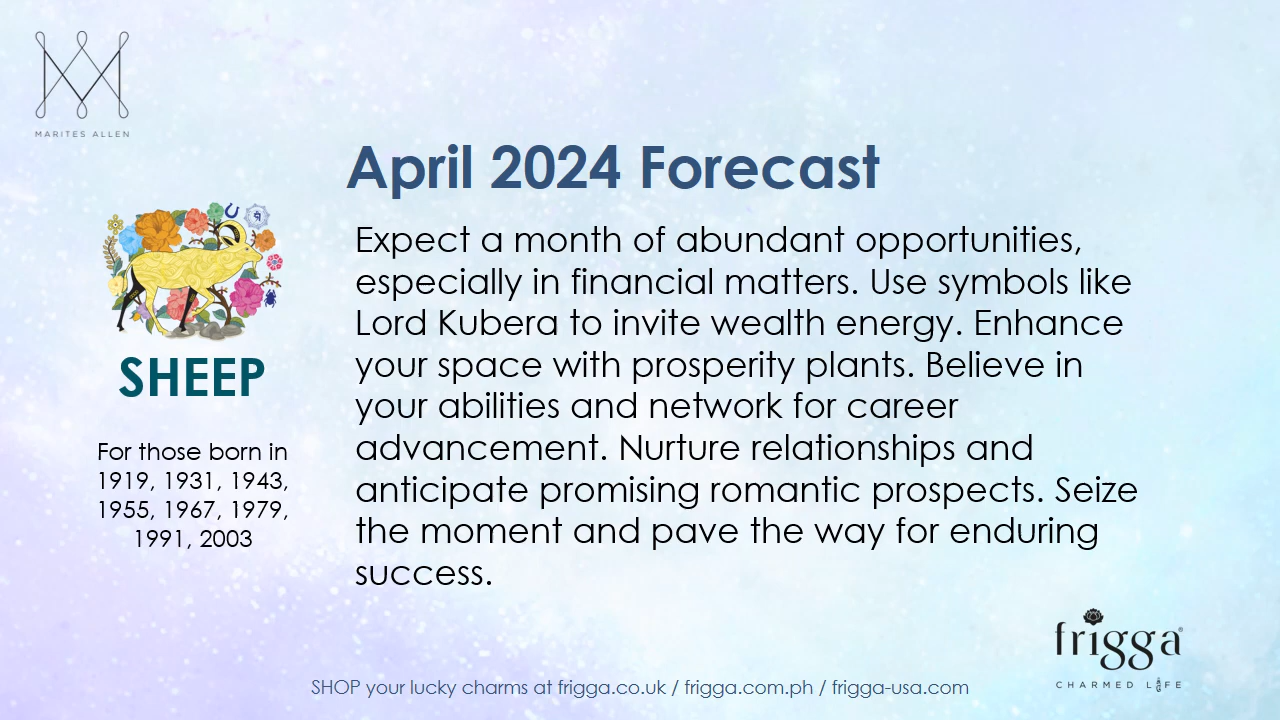 MARITES ALLEN
April 2024 Forecast
Expect a month of abundant opportunities,
especially in financial matters. Use symbols like
Lord Kubera to invite wealth energy. Enhance
your space with prosperity plants. Believe in
your abilities and network for career
advancement. Nurture relationships and
anticipate promising romantic prospects. Seize
the moment and pave the way for enduring
success.
SHEEP
For those born in
1919, 1931, 1943,
1955, 1967, 1979,
1991, 2003
frigga®
CHARMED LIFE
SHOP your lucky charms at frigga.co.uk / frigga.com.ph / frigga-usa.com